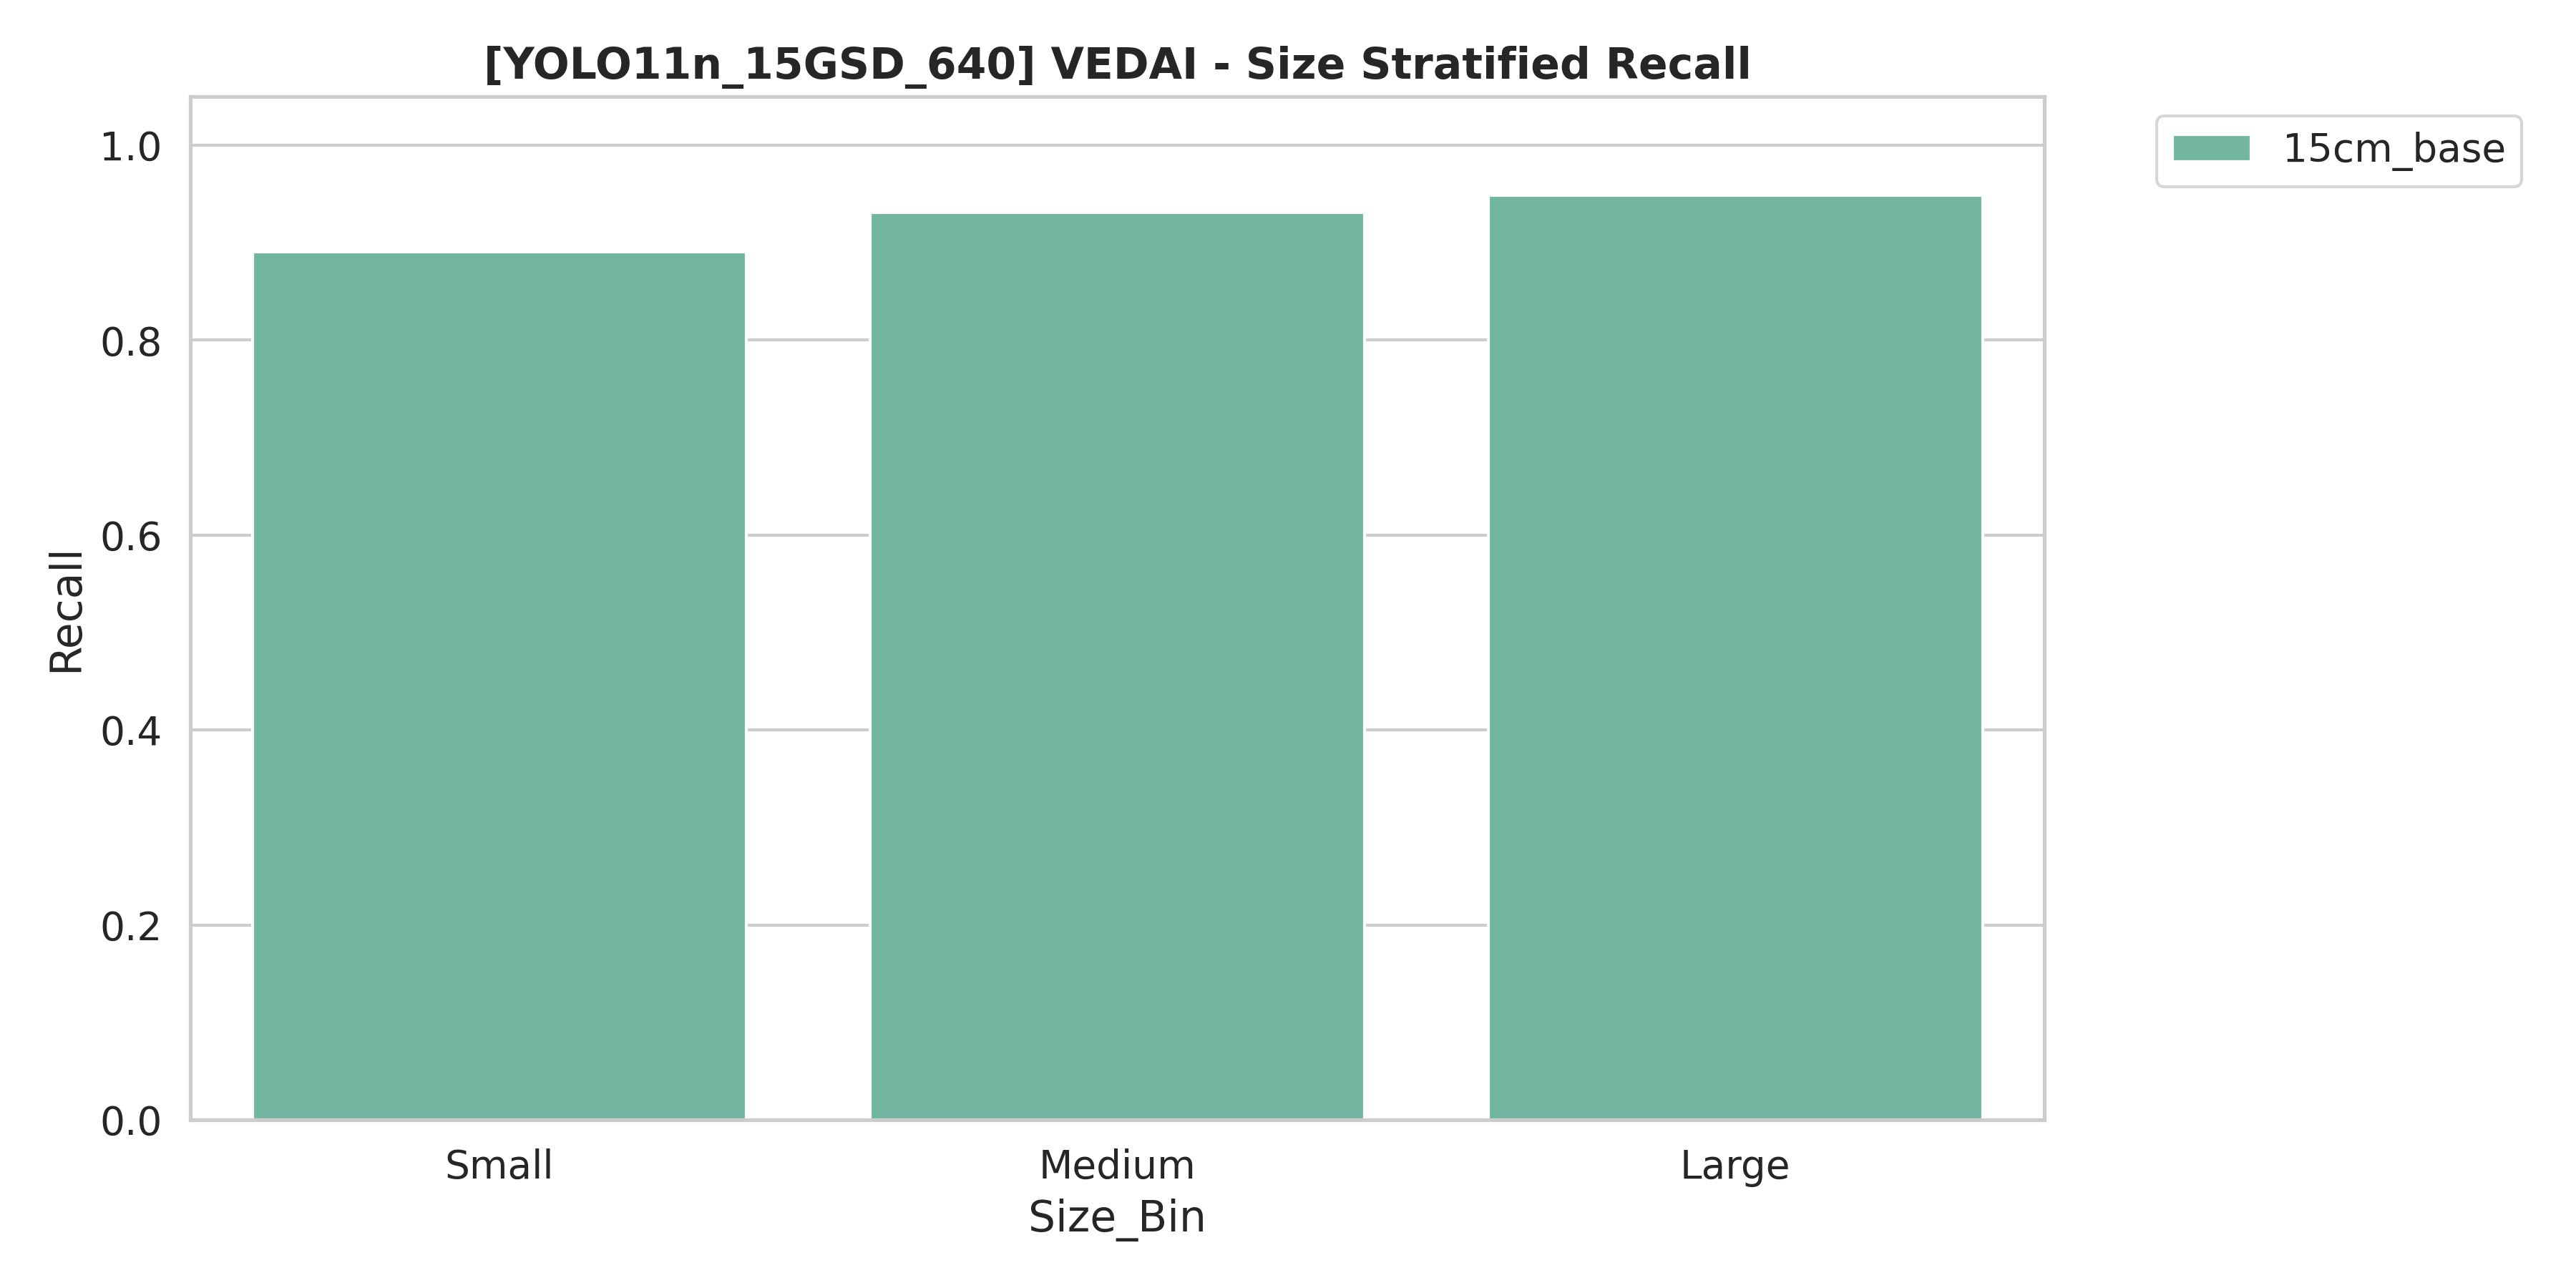 [YOLO11n_15GSD_640] VEDAI - Size Stratified Recall
15cm_base
Recall
1.0
0.8
0.6
0.4
0.2
0.0
Small
Medium
Large
Size_Bin